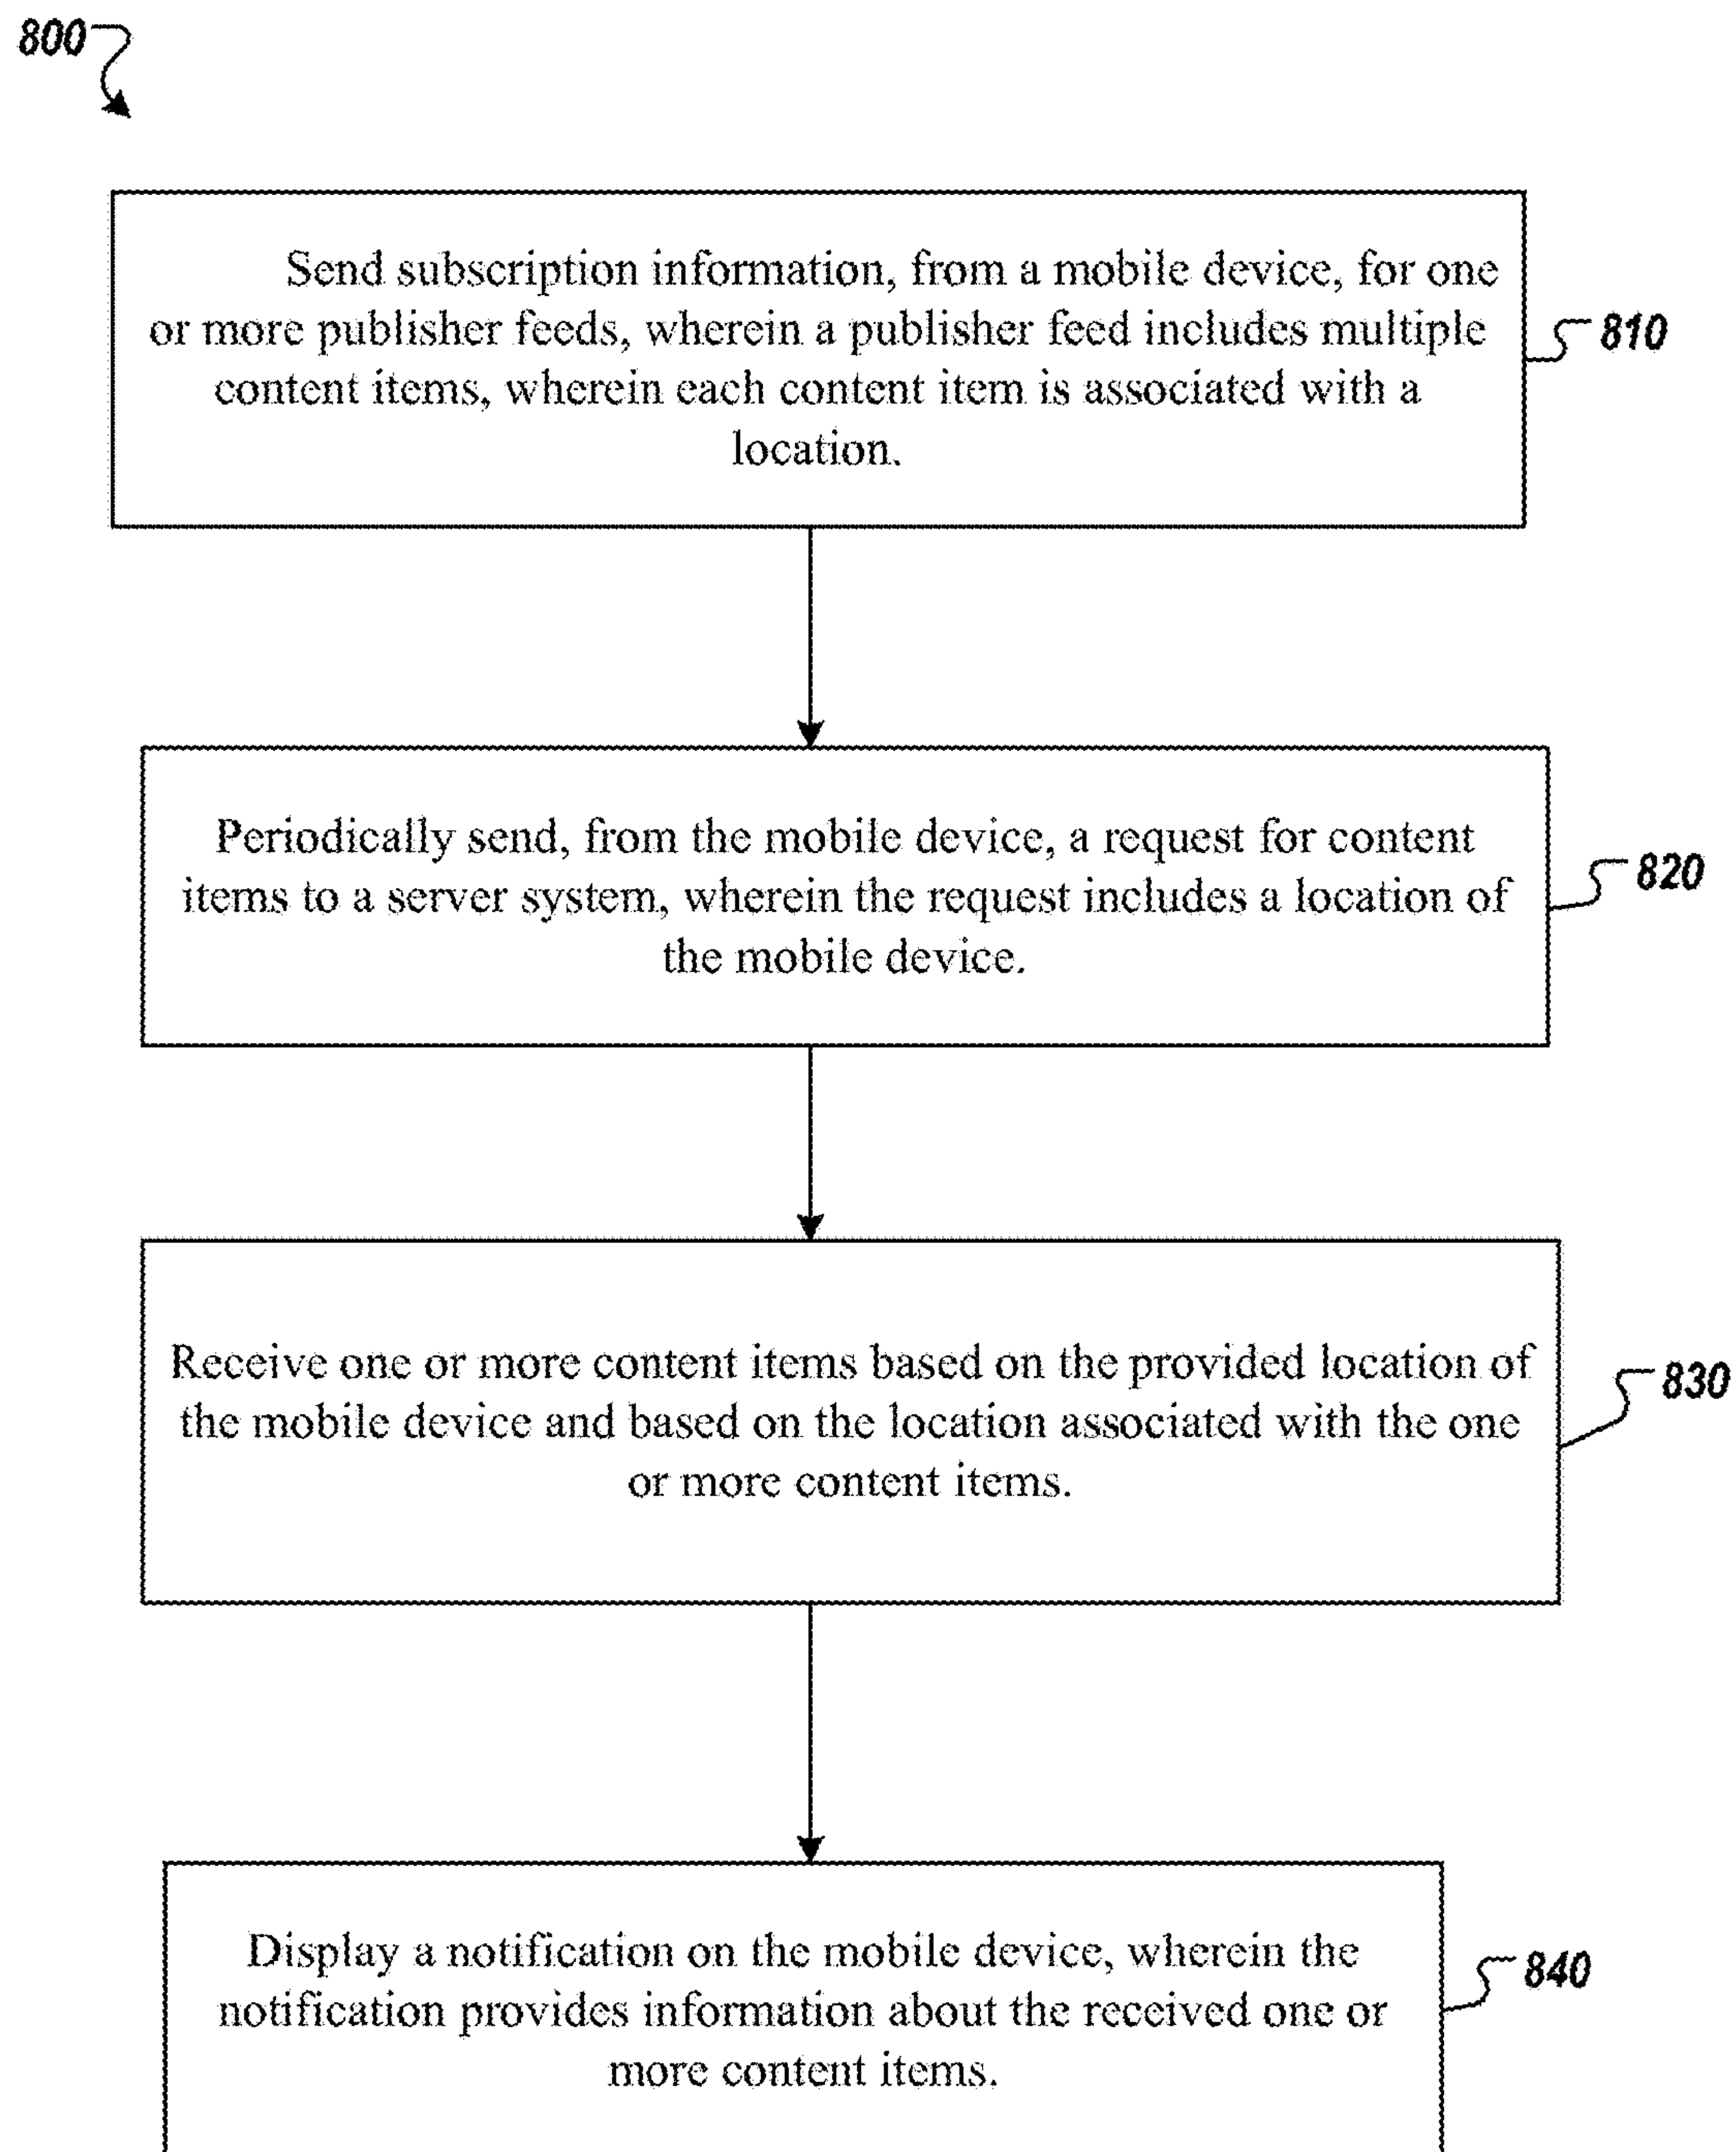 800
Send subscription information, from a mobile device, for one
or more publisher feeds, wherein a publisher feed includes multiple
content items, wherein each content item is associated with a
location.
810
Periodically send, from the mobile device, a request for content
items to a server system, wherein the request includes a location of
the mobile device.
820
Receive one or more content items based on the provided location of
the mobile device and based on the location associated with the one
or more content items.
830
Display a notification on the mobile device, wherein the
notification provides information about the received one or
more content items.
840